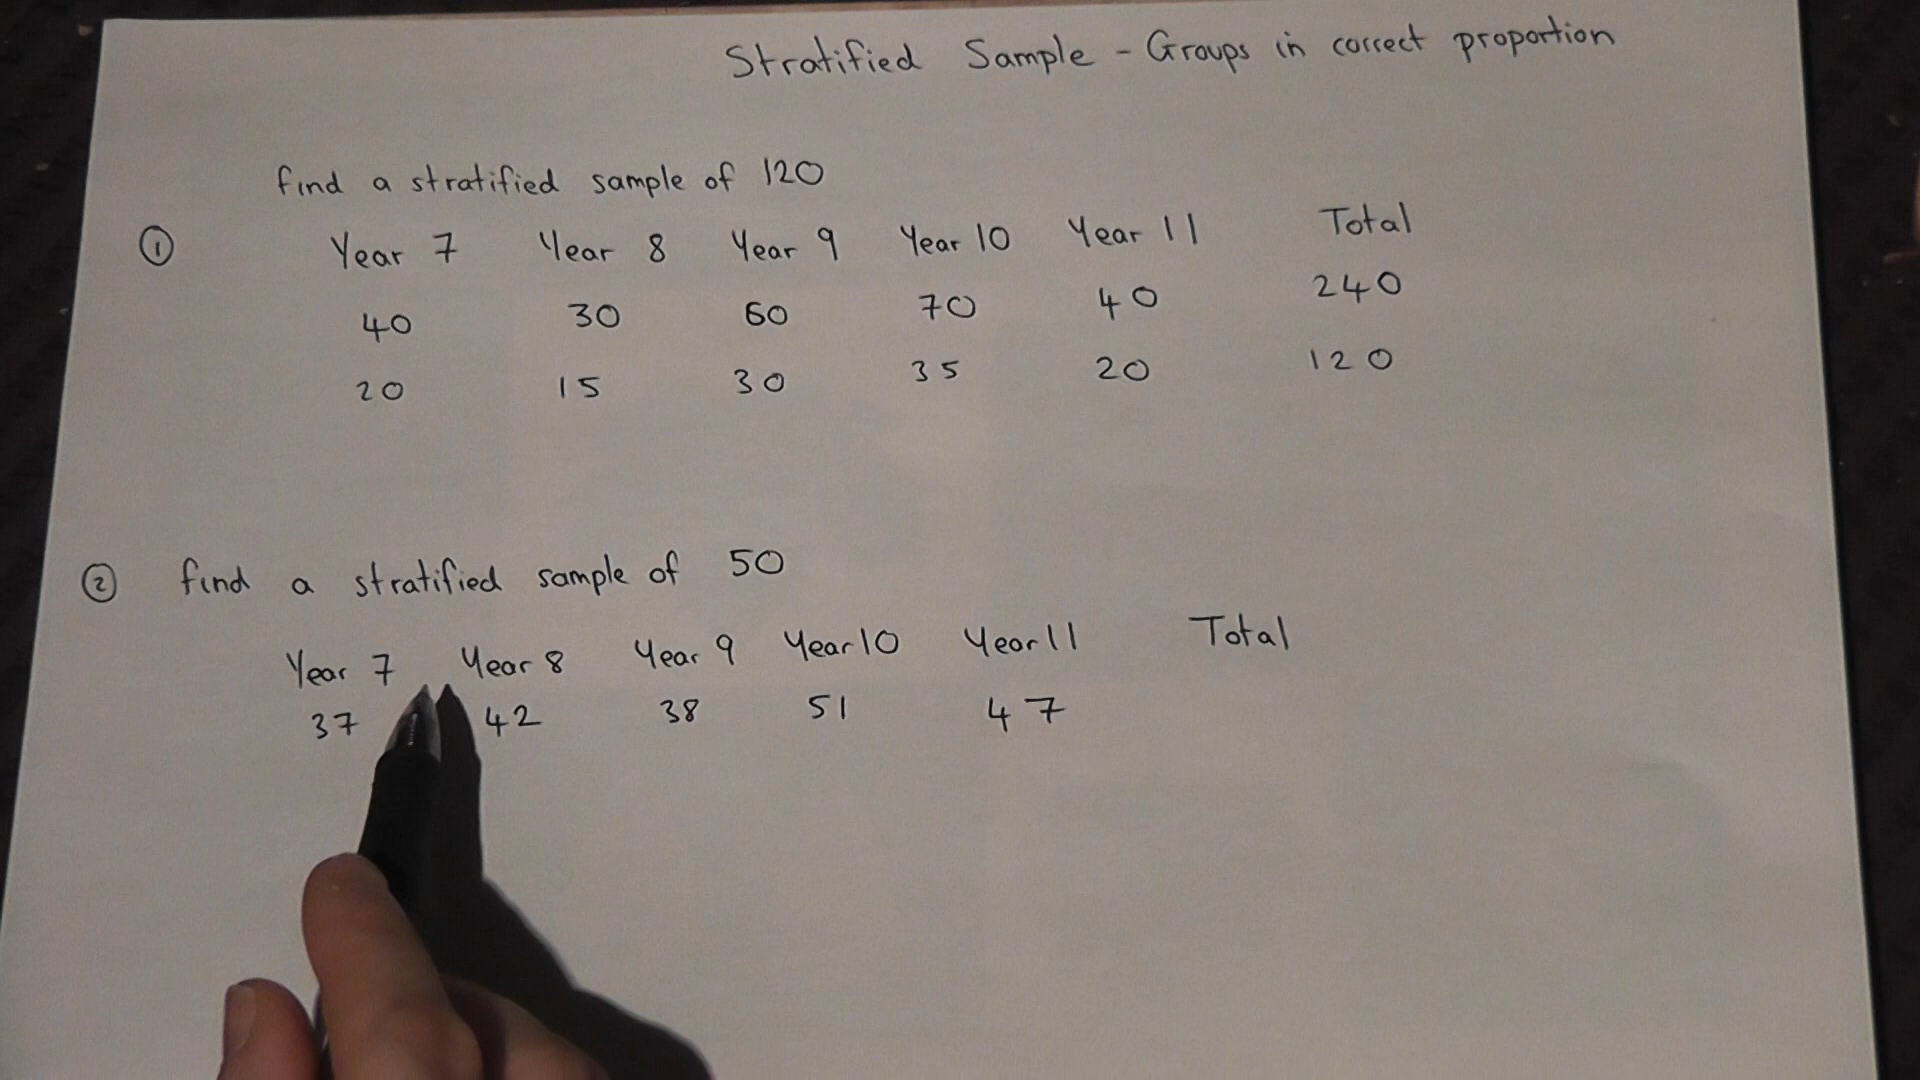 Stratified Sample - Groups in correct proportion
find a stratified sample of 120
① Year 7 Year 8 Year 9 Year 10 Year 11 Total
40 30 60 70 40 240
20 15 30 35 20 120
② find a stratified sample of 50
Year 7 Year 8 Year 9 Year 10 Year 11 Total
37 42 38 51 47